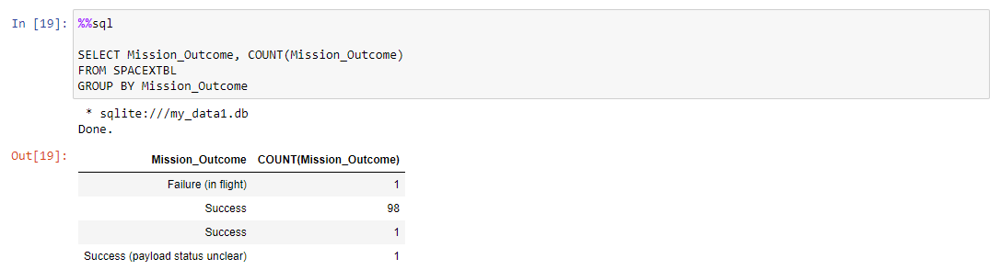 In [19]: %%sql
SELECT Mission_Outcome, COUNT(Mission_Outcome)
FROM SPACEXTBL
GROUP BY Mission_Outcome
* sqlite:///my_data1.db
Done.
Out[19]:
Mission_Outcome COUNT(Mission_Outcome)
Failure (in flight) 1
Success 98
Success 1
Success (payload status unclear) 1